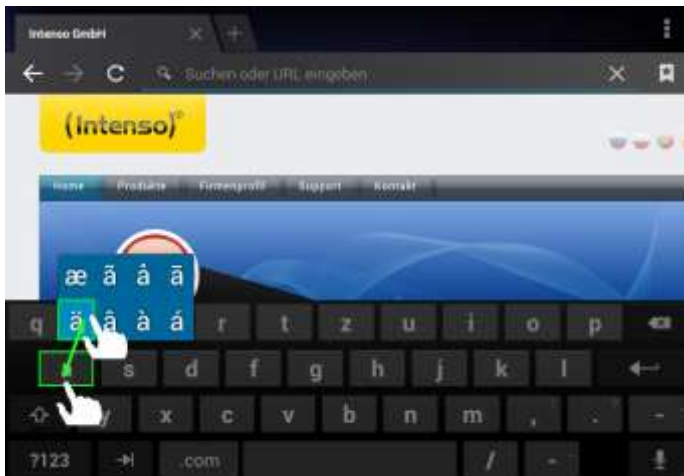 Intenso GmbH
Suchen oder URL eingeben
(Intenso)®
Home Produkte Firmenprofil Support Kontakt
æ ã å ā
ä â à á
q r t z u i o p
s d f g h j k l
y x c v b n m , .
?123 .com / -